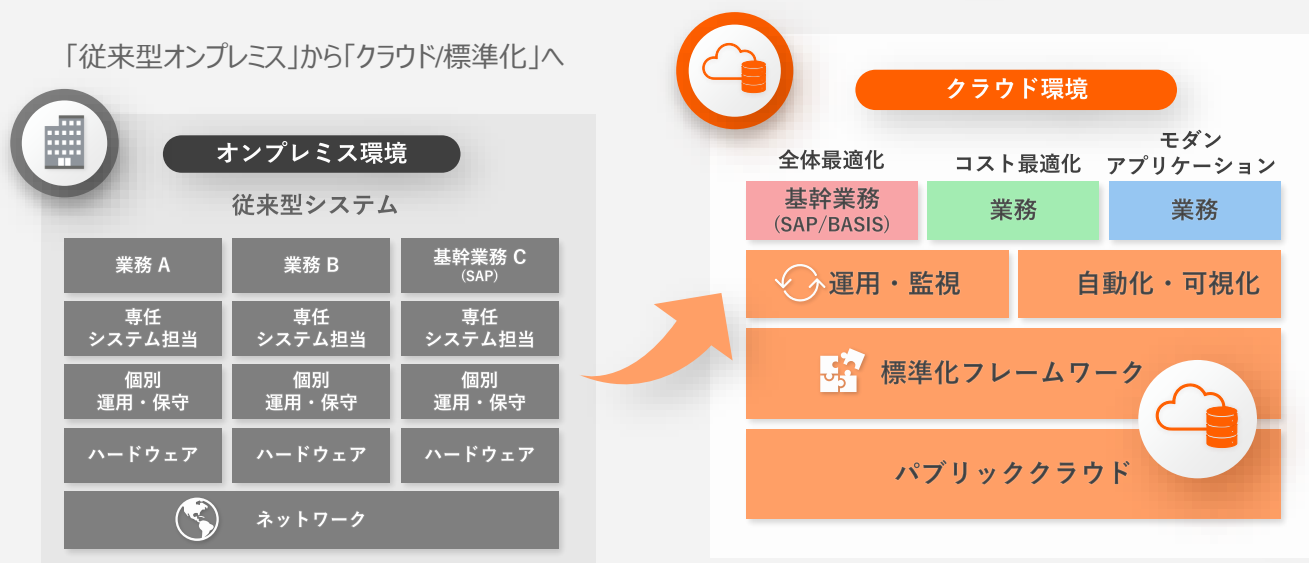 「従来型オンプレミス」から「クラウド/標準化」へ
オンプレミス環境
従来型システム
業務 A
業務 B
基幹業務 C
(SAP)
専任
システム担当
専任
システム担当
専任
システム担当
個別
運用・保守
個別
運用・保守
個別
運用・保守
ハードウェア
ハードウェア
ハードウェア
ネットワーク
クラウド環境
全体最適化
コスト最適化
モダン
アプリケーション
基幹業務
(SAP/BASIS)
業務
業務
運用・監視
自動化・可視化
標準化フレームワーク
パブリッククラウド